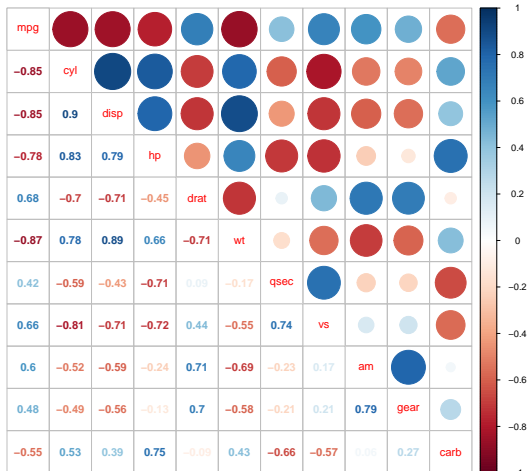 mpg
1
−0.85 cyl
0.8
−0.85 0.9 disp
0.6
−0.78 0.83 0.79 hp
0.4
0.68 −0.7 −0.71 −0.45 drat
0.2
−0.87 0.78 0.89 0.66 −0.71 wt
0
0.42 −0.59 −0.43 −0.71 0.09 −0.17 qsec
−0.2
0.66 −0.81 −0.71 −0.72 0.44 −0.55 0.74 vs
−0.4
0.6 −0.52 −0.59 −0.24 0.71 −0.69 −0.23 0.17 am
−0.6
0.48 −0.49 −0.56 −0.13 0.7 −0.58 −0.21 0.21 0.79 gear
−0.8
−0.55 0.53 0.39 0.75 −0.09 0.43 −0.66 −0.57 0.06 0.27 carb